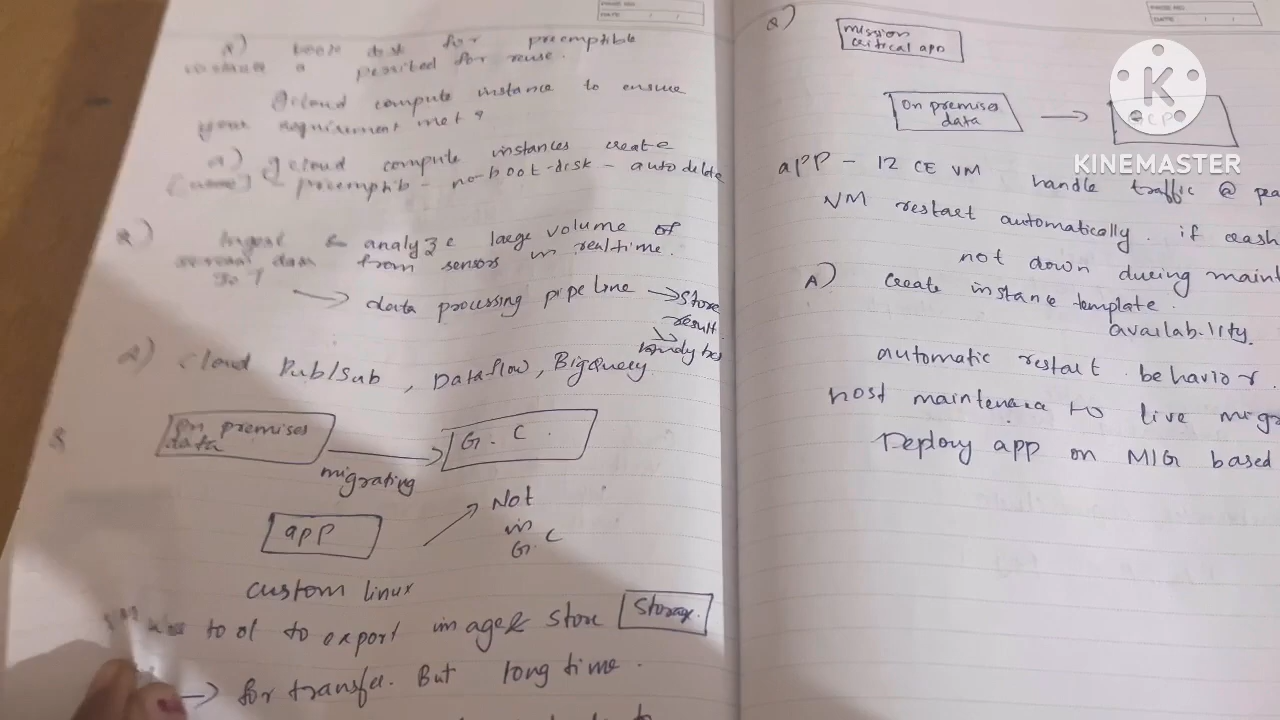 Q) boot disk for preemptible
instance is persited for reuse.
gcloud compute instance to ensure
your requirement met?
A) gcloud compute instances create
[name] - preemptib - no-boot-disk - autodelete
Q) Ingest & analyze large volume of
data from sensors in realtime.
→ data processing pipeline → store
result.
A) Cloud Pub/Sub, Dataflow, Bigquery
On premises
data
G. C
migrating
app
Not
in
G. C
custom linux
tool to export image & store
Storage.
→ for transfer. But long time.
Q)
mission
critical app
On premises
data
GCP
K
KINEMASTER
app - 12 CE VM handle traffic @ pea
VM restart automatically. if crash
not down during maint
A) create instance template.
availability.
automatic restart behavior.
host maintenance to live migr
Deploy app on MIG based